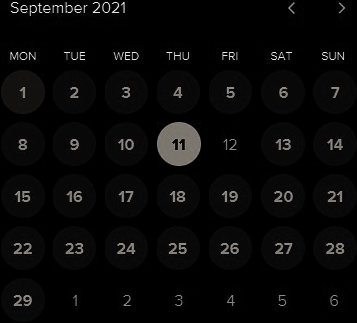 September 2021
MON TUE WED THU FRI SAT SUN
1 2 3 4 5 6 7
8 9 10 11 12 13 14
15 16 17 18 19 20 21
22 23 24 25 26 27 28
29 1 2 3 4 5 6